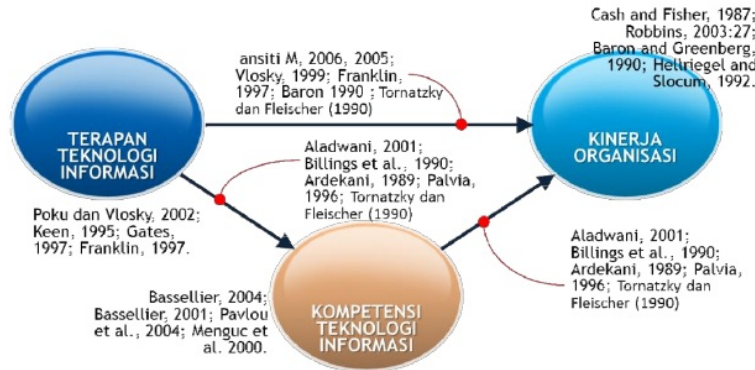 Cash and Fisher, 1987;
Robbins, 2003:27;
Baron and Greenberg,
1990; Hellriegel and
Slocum, 1992.
ansiti M, 2006, 2005;
Vlosky, 1999; Franklin,
1997; Baron 1990 ; Tornatzky
dan Fleischer (1990)
TERAPAN
TEKNOLOGI
INFORMASI
KINERJA
ORGANISASI
Aladwani, 2001;
Billings et al., 1990;
Ardekani, 1989; Palvia,
1996; Tornatzky dan
Fleischer (1990)
Poku dan Vlosky, 2002;
Keen, 1995; Gates,
1997; Franklin, 1997.
Aladwani, 2001;
Billings et al., 1990;
Ardekani, 1989; Palvia,
1996; Tornatzky dan
Fleischer (1990)
Bassellier, 2004;
Bassellier, 2001; Pavlou
et al., 2004; Menguc et
al. 2000.
KOMPETENSI
TEKNOLOGI
INFORMASI